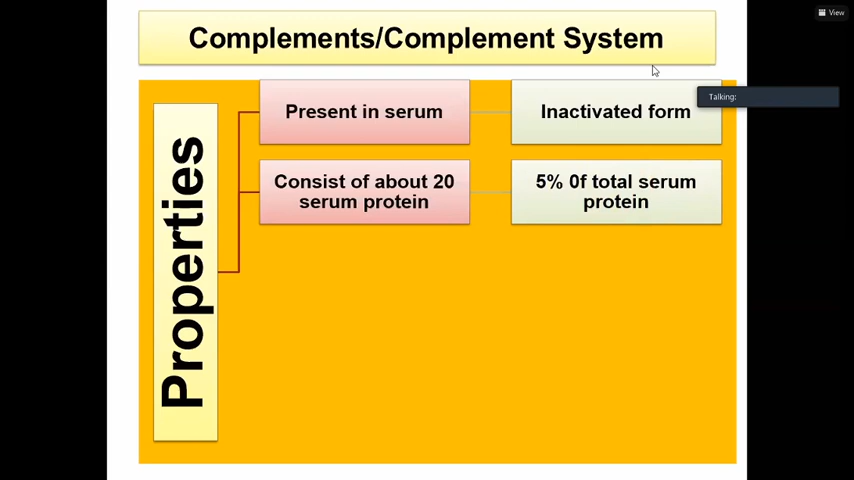 Complements/Complement System
View
Talking:
Properties
Present in serum
Inactivated form
Consist of about 20
serum protein
5% 0f total serum
protein